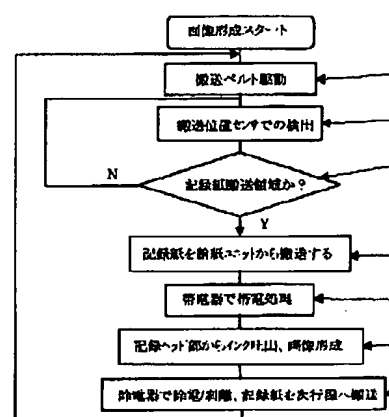 画像形成スタート
搬送ベルト駆動
搬送位置センサでの検出
記録紙搬送領域か?
N
Y
記録紙を給紙ユニットから搬送する
帯電器で帯電処理
記録ヘッド部からインク吐出、画像形成
除電器で除電/剥離、記録紙を次行程へ搬送